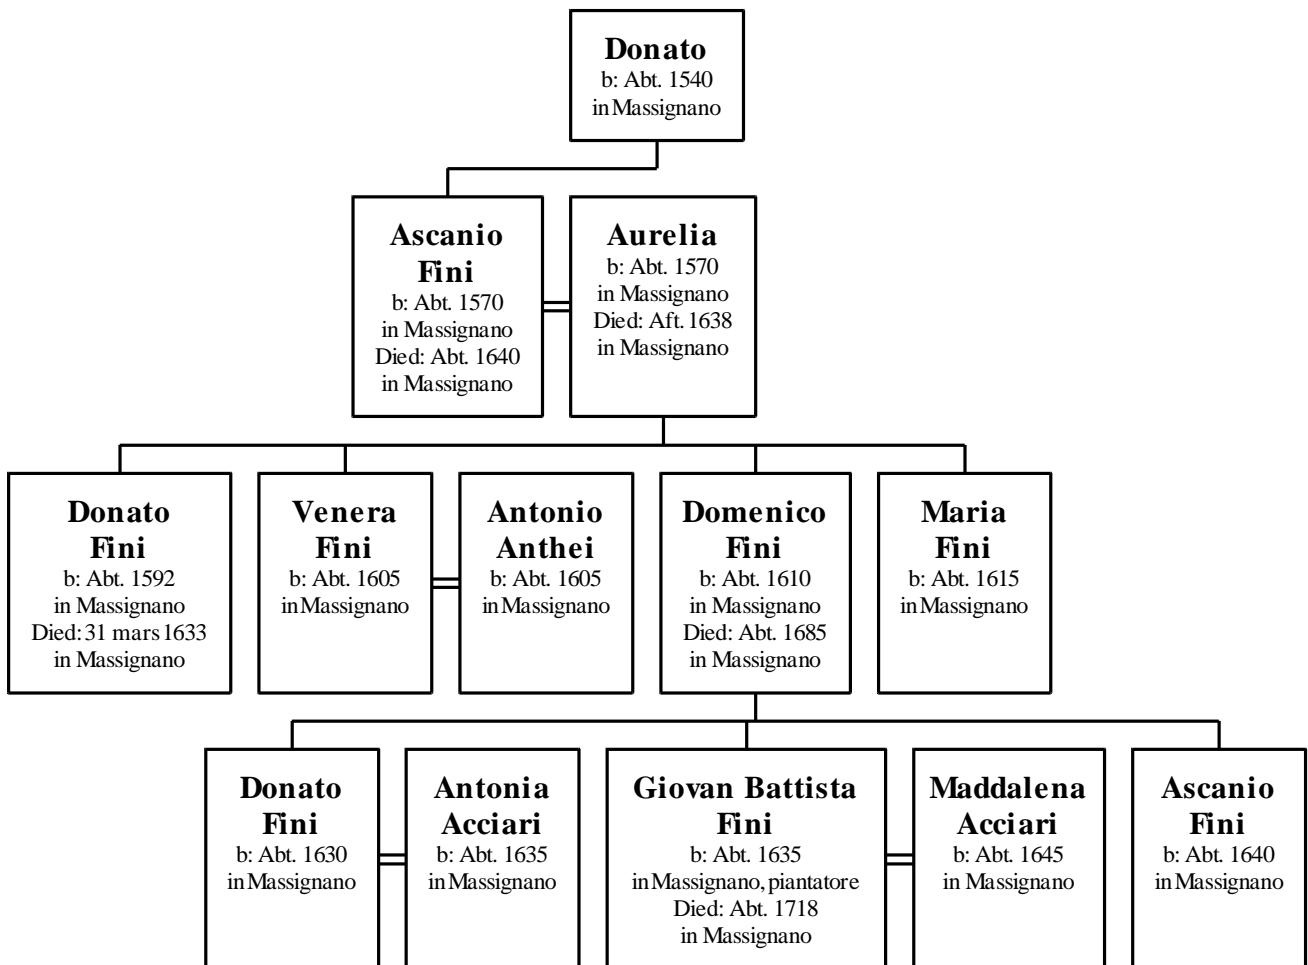 Donato
b: Abt. 1540
in Massignano
Ascanio
Fini
b: Abt. 1570
in Massignano
Died: Abt. 1640
in Massignano
Aurelia
b: Abt. 1570
in Massignano
Died: Aft. 1638
in Massignano
Donato
Fini
b: Abt. 1592
in Massignano
Died: 31 mars 1633
in Massignano
Venera
Fini
b: Abt. 1605
in Massignano
Antonio
Anthei
b: Abt. 1605
in Massignano
Domenico
Fini
b: Abt. 1610
in Massignano
Died: Abt. 1685
in Massignano
Maria
Fini
b: Abt. 1615
in Massignano
Donato
Fini
b: Abt. 1630
in Massignano
Antonia
Acciari
b: Abt. 1635
in Massignano
Giovan Battista
Fini
b: Abt. 1635
in Massignano, piantatore
Died: Abt. 1718
in Massignano
Maddalena
Acciari
b: Abt. 1645
in Massignano
Ascanio
Fini
b: Abt. 1640
in Massignano